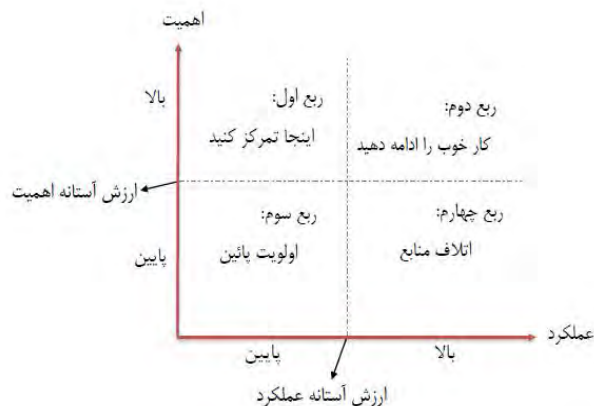 اهمیت
بالا
ربع اول:
اینجا تمرکز کنید
ربع دوم:
کار خوب را ادامه دهید
ارزش آستانه اهمیت
پایین
ربع سوم:
اولویت پائین
ربع چهارم:
اتلاف منابع
عملکرد
پایین
بالا
ارزش آستانه عملکرد